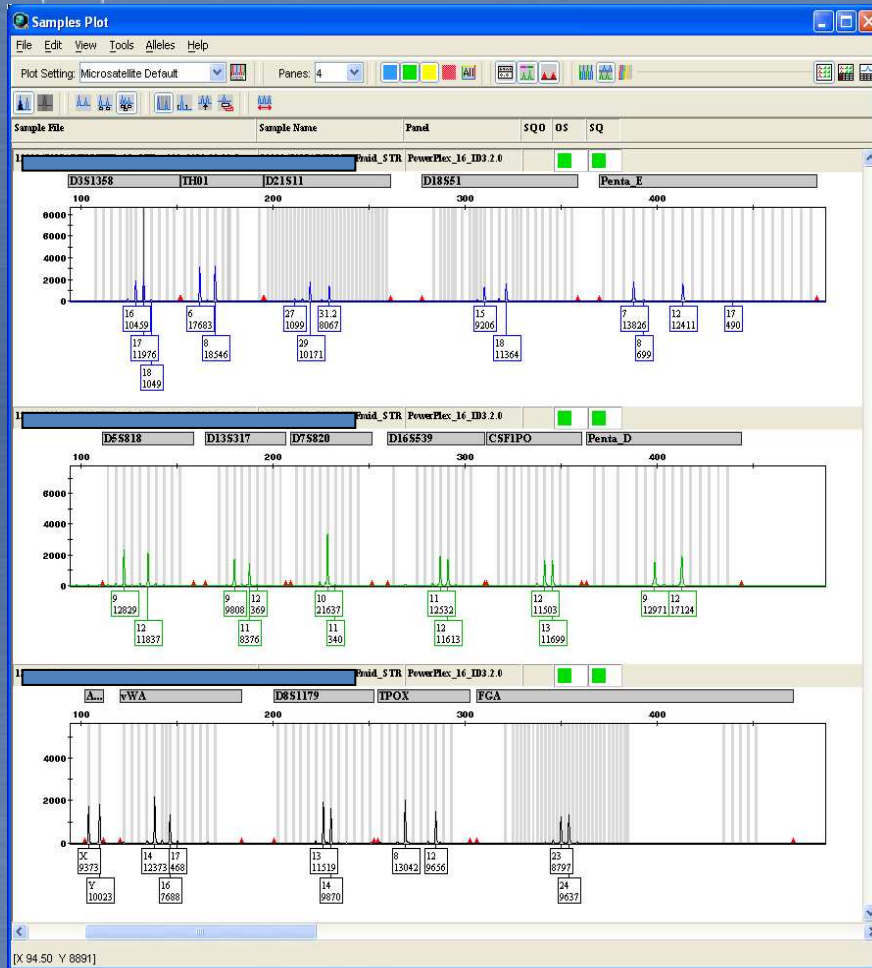 Samples Plot
File Edit View Tools Alleles Help
Plot Setting: Microsatellite Default Panes: 4 All
Sample File Sample Name Panel SQO OS SQ
mid_STR PowerPlex_16_ID3.2.0
D3S1358 TH01 D21S11 D18S51 Penta_E
100 200 300 400
8000
6000
4000
2000
0
16 6 27 31.2 15 7 12 17
10459 17683 1099 8067 9206 13826 12411 490
17 8 29 18 8
11976 18546 10171 11364 699
18
1049
mid_STR PowerPlex_16_ID3.2.0
D5S818 D13S317 D7S820 D16S539 CSF1PO Penta_D
100 200 300 400
6000
4000
2000
0
9 9 12 10 11 12 9 12
12829 9808 369 21637 12532 11503 12971 17124
12 11 11 12 13
11837 8376 340 11613 11699
mid_STR PowerPlex_16_ID3.2.0
A... vWA D8S1179 TPOX FGA
100 200 300 400
4000
2000
0
X 14 17 13 8 12 23
9373 12373 468 11519 13042 9656 8797
Y 16 14 24
10023 7688 9870 9637
[X 94.50 Y 8891]